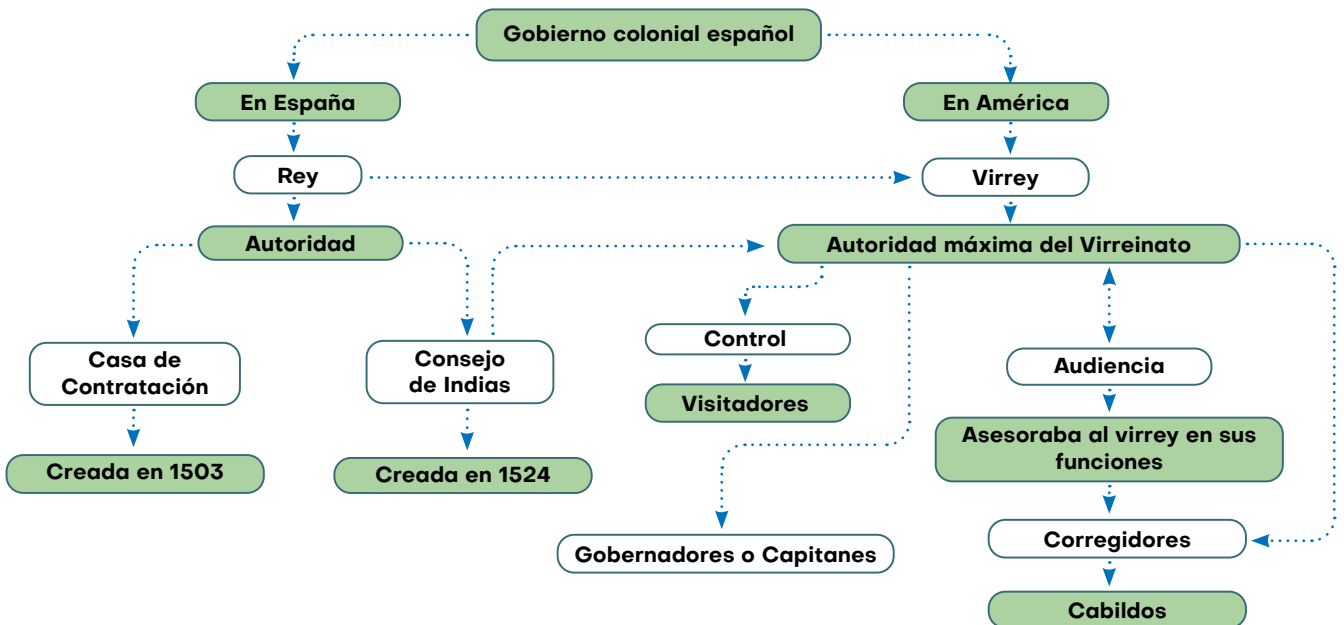 Gobierno colonial español
En España
En América
Rey
Virrey
Autoridad
Autoridad máxima del Virreinato
Casa de
Contratación
Consejo
de Indias
Control
Audiencia
Visitadores
Asesoraba al virrey en sus
funciones
Creada en 1503
Creada en 1524
Gobernadores o Capitanes
Corregidores
Cabildos